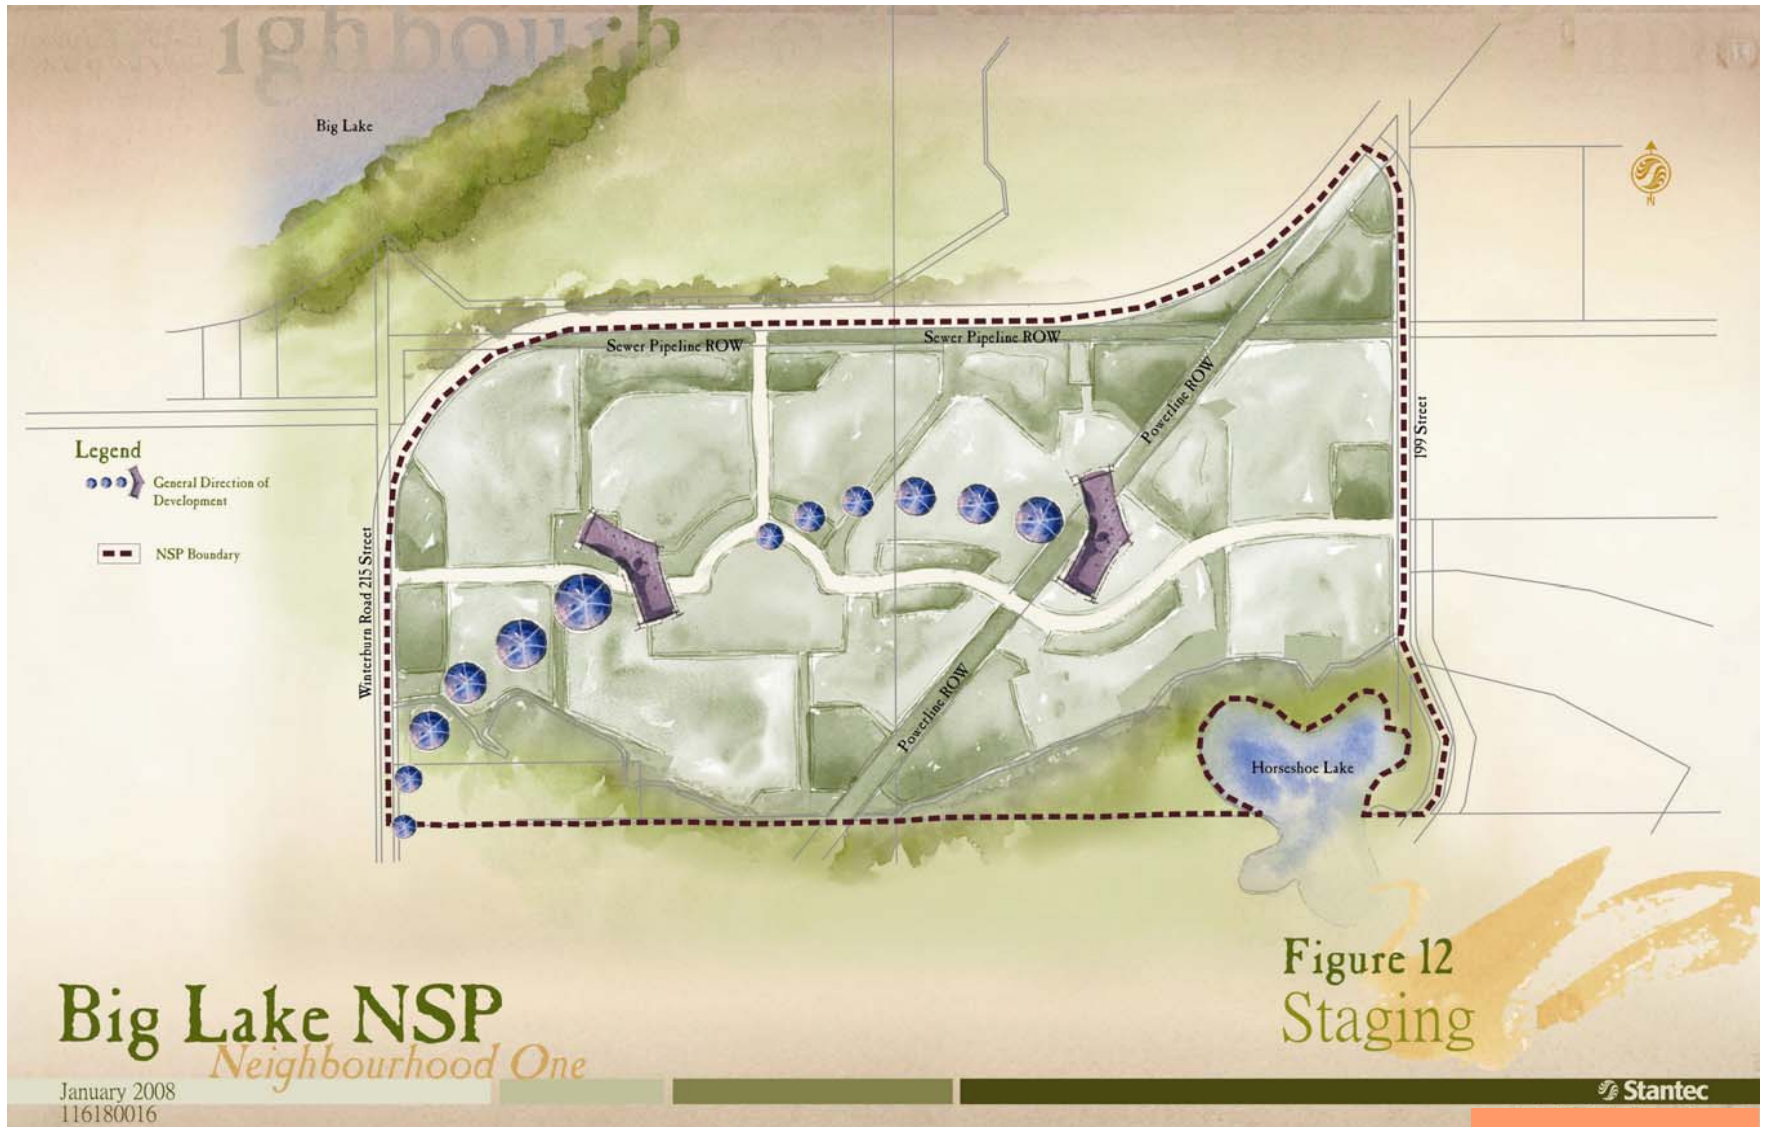 ighbourh
Big Lake
N
Sewer Pipeline ROW
Sewer Pipeline ROW
Powerline ROW
199 Street
Legend
General Direction of
Development
NSP Boundary
Winterburn Road 215 Street
Powerline ROW
Horseshoe Lake
Figure 12
Staging
Big Lake NSP
Neighbourhood One
January 2008
116180016
Stantec